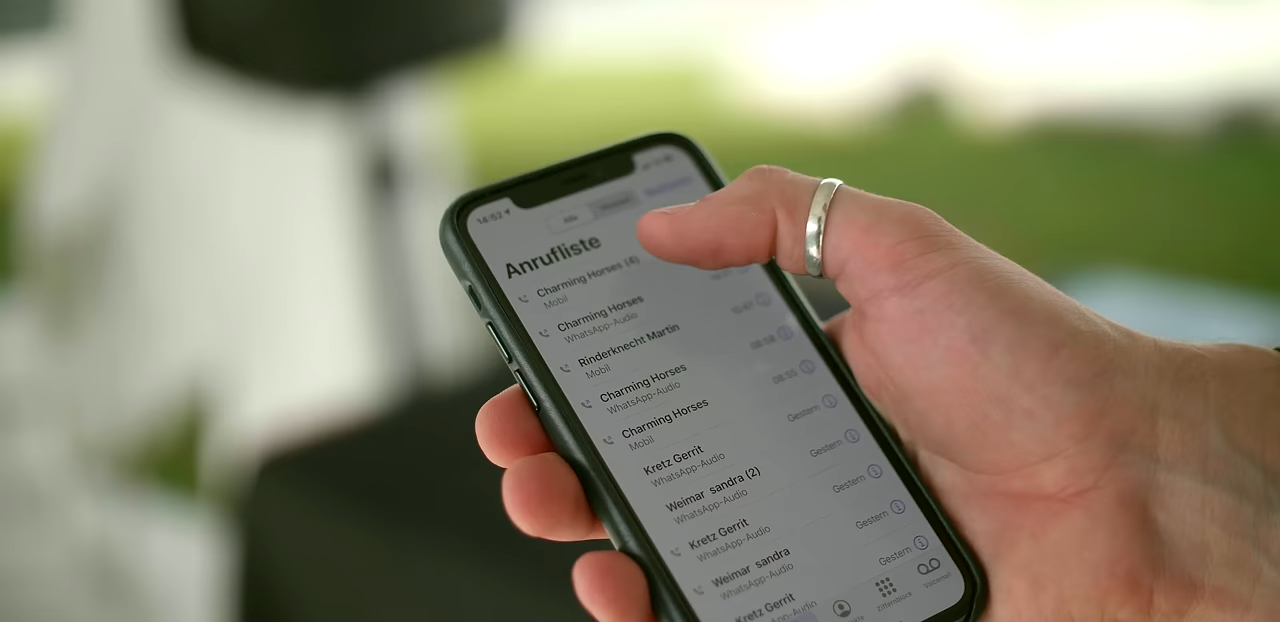 14:52
Alle
Anrufliste
Charming Horses (4)
Mobil
Charming Horses
WhatsApp-Audio
10:47
Rinderknecht Martin
Mobil
08:58
Charming Horses
WhatsApp-Audio
08:55
Charming Horses
Mobil
Gestern
Kretz Gerrit
WhatsApp-Audio
Gestern
Weimar sandra (2)
WhatsApp-Audio
Gestern
Kretz Gerrit
WhatsApp-Audio
Gestern
Weimar sandra
WhatsApp-Audio
Gestern
Kretz Gerrit
WhatsApp-Audio
Ziffernblock
Voicemail